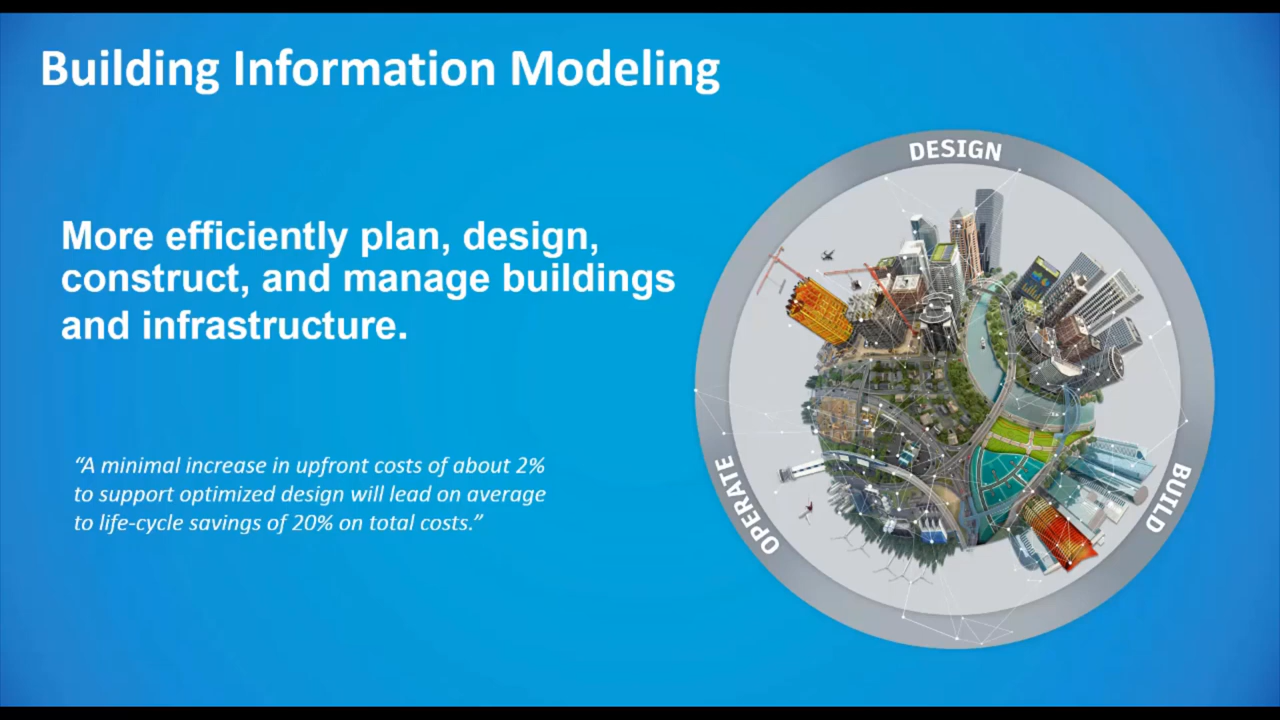 Building Information Modeling
More efficiently plan, design,
construct, and manage buildings
and infrastructure.
“A minimal increase in upfront costs of about 2%
to support optimized design will lead on average
to life-cycle savings of 20% on total costs.”
DESIGN
BUILD
OPERATE